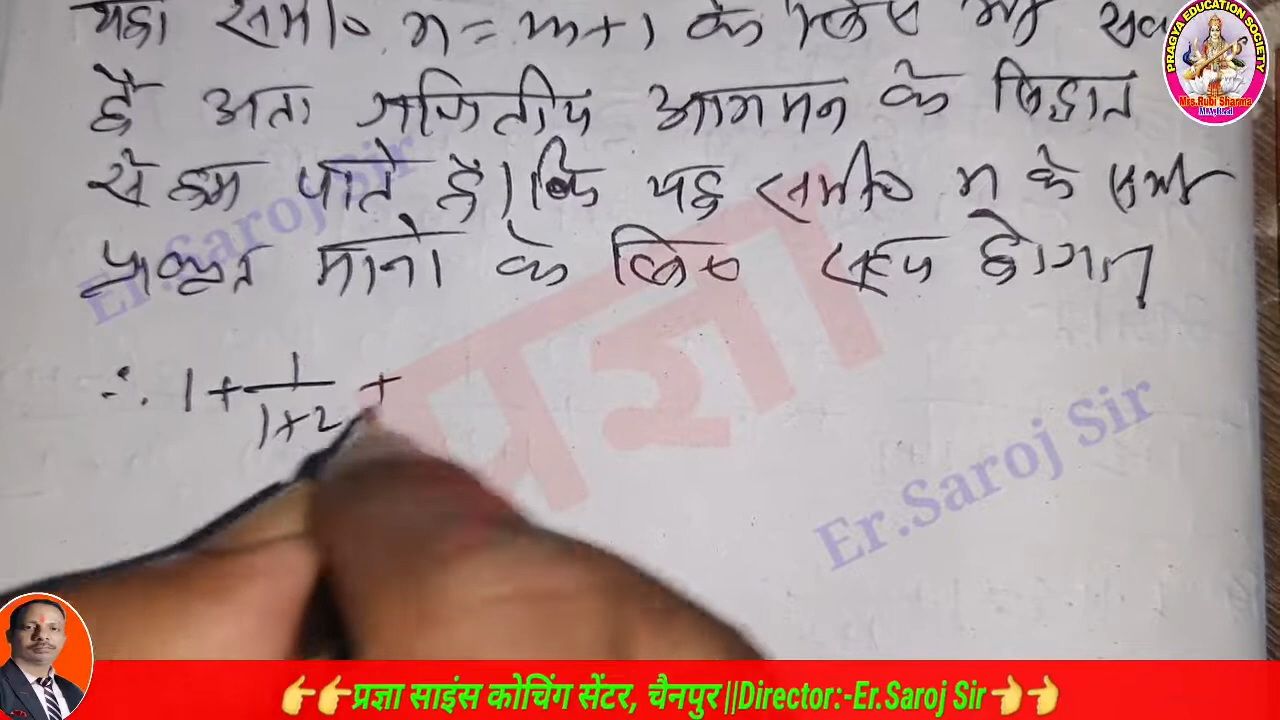 यहा समी० n = m+1 के लिए भी सत्य
है अतः गणितीय आगमन के सिद्धांत
से हम पाते है। कि यह समी० n के सभी
प्राकृत मानो के लिए सत्य होगा।
∴ 1 + 1/1+2 +
Er.Saroj Sir
प्रज्ञा
Er.Saroj Sir
PRAGYA EDUCATION SOCIETY
Mrs.Rubi Sharma
👉👉प्रज्ञा साइंस कोचिंग सेंटर, चैनपुर||Director:-Er.Saroj Sir👈👈